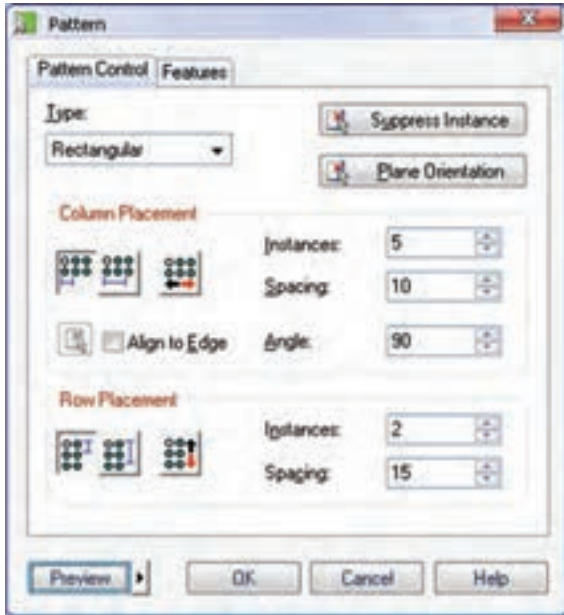 Pattern
Pattern Control Features
Type:
Rectangular
Suppress Instance
Plane Orientation
Column Placement
Instances: 5
Spacing: 10
Align to Edge Angle: 90
Row Placement
Instances: 2
Spacing: 15
Preview OK Cancel Help